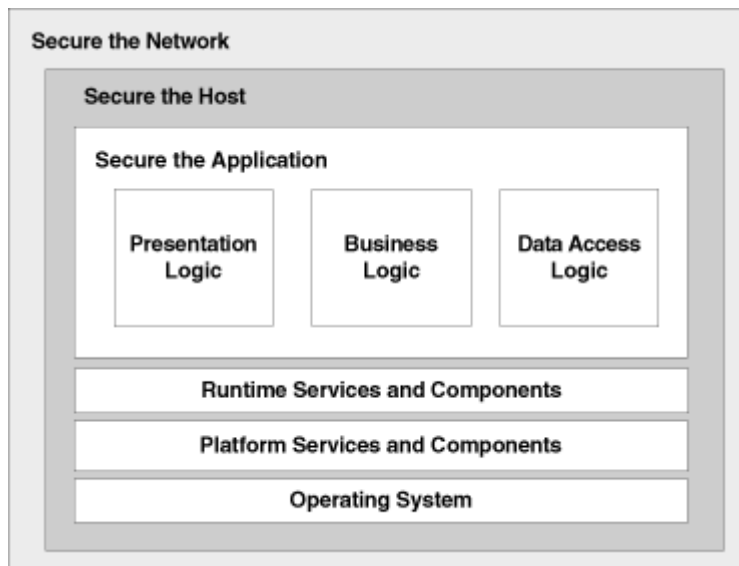 Secure the Network
Secure the Host
Secure the Application
Presentation
Logic
Business
Logic
Data Access
Logic
Runtime Services and Components
Platform Services and Components
Operating System